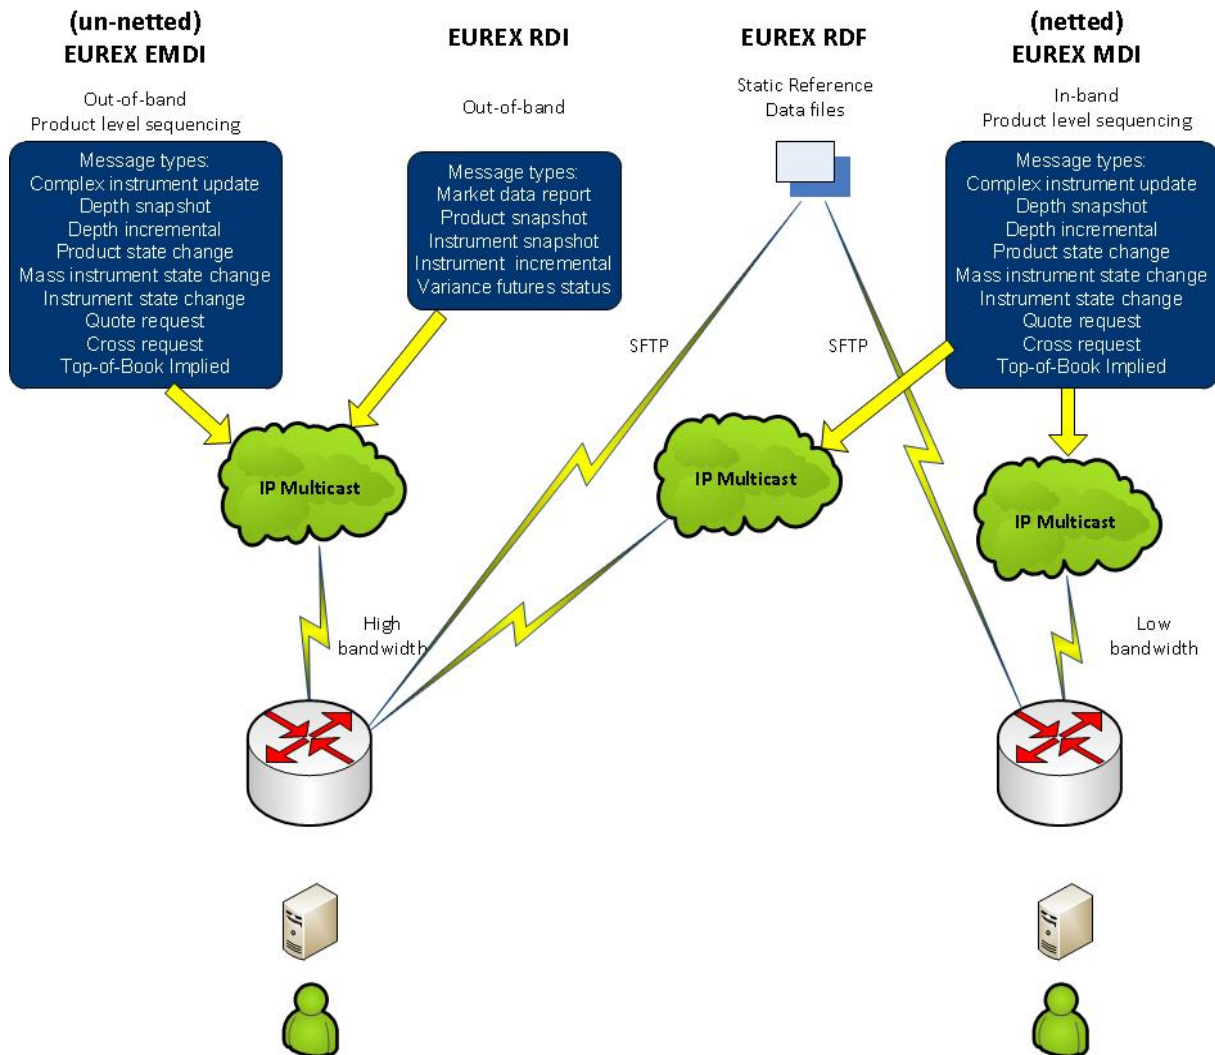 (un-netted)
EUREX EMDI
Out-of-band
Product level sequencing
Message types:
Complex instrument update
Depth snapshot
Depth incremental
Product state change
Mass instrument state change
Instrument state change
Quote request
Cross request
Top-of-Book Implied
EUREX RDI
Out-of-band
Message types:
Market data report
Product snapshot
Instrument snapshot
Instrument incremental
Variance futures status
EUREX RDF
Static Reference
Data files
(netted)
EUREX MDI
In-band
Product level sequencing
Message types:
Complex instrument update
Depth snapshot
Depth incremental
Product state change
Mass instrument state change
Instrument state change
Quote request
Cross request
Top-of-Book Implied
SFTP
SFTP
IP Multicast
IP Multicast
IP Multicast
High
bandwidth
Low
bandwidth